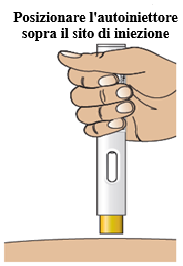 Posizionare l'autoiniettore
sopra il sito di iniezione